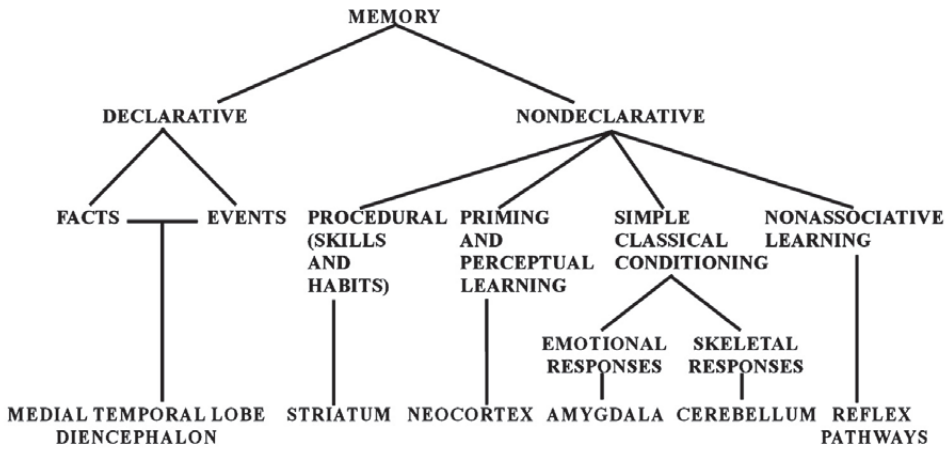 MEMORY
DECLARATIVE
NONDECLARATIVE
FACTS
EVENTS
PROCEDURAL
(SKILLS
AND
HABITS)
PRIMING
AND
PERCEPTUAL
LEARNING
SIMPLE
CLASSICAL
CONDITIONING
NONASSOCIATIVE
LEARNING
EMOTIONAL
RESPONSES
SKELETAL
RESPONSES
MEDIAL TEMPORAL LOBE
DIENCEPHALON
STRIATUM
NEOCORTEX
AMYGDALA
CEREBELLUM
REFLEX
PATHWAYS